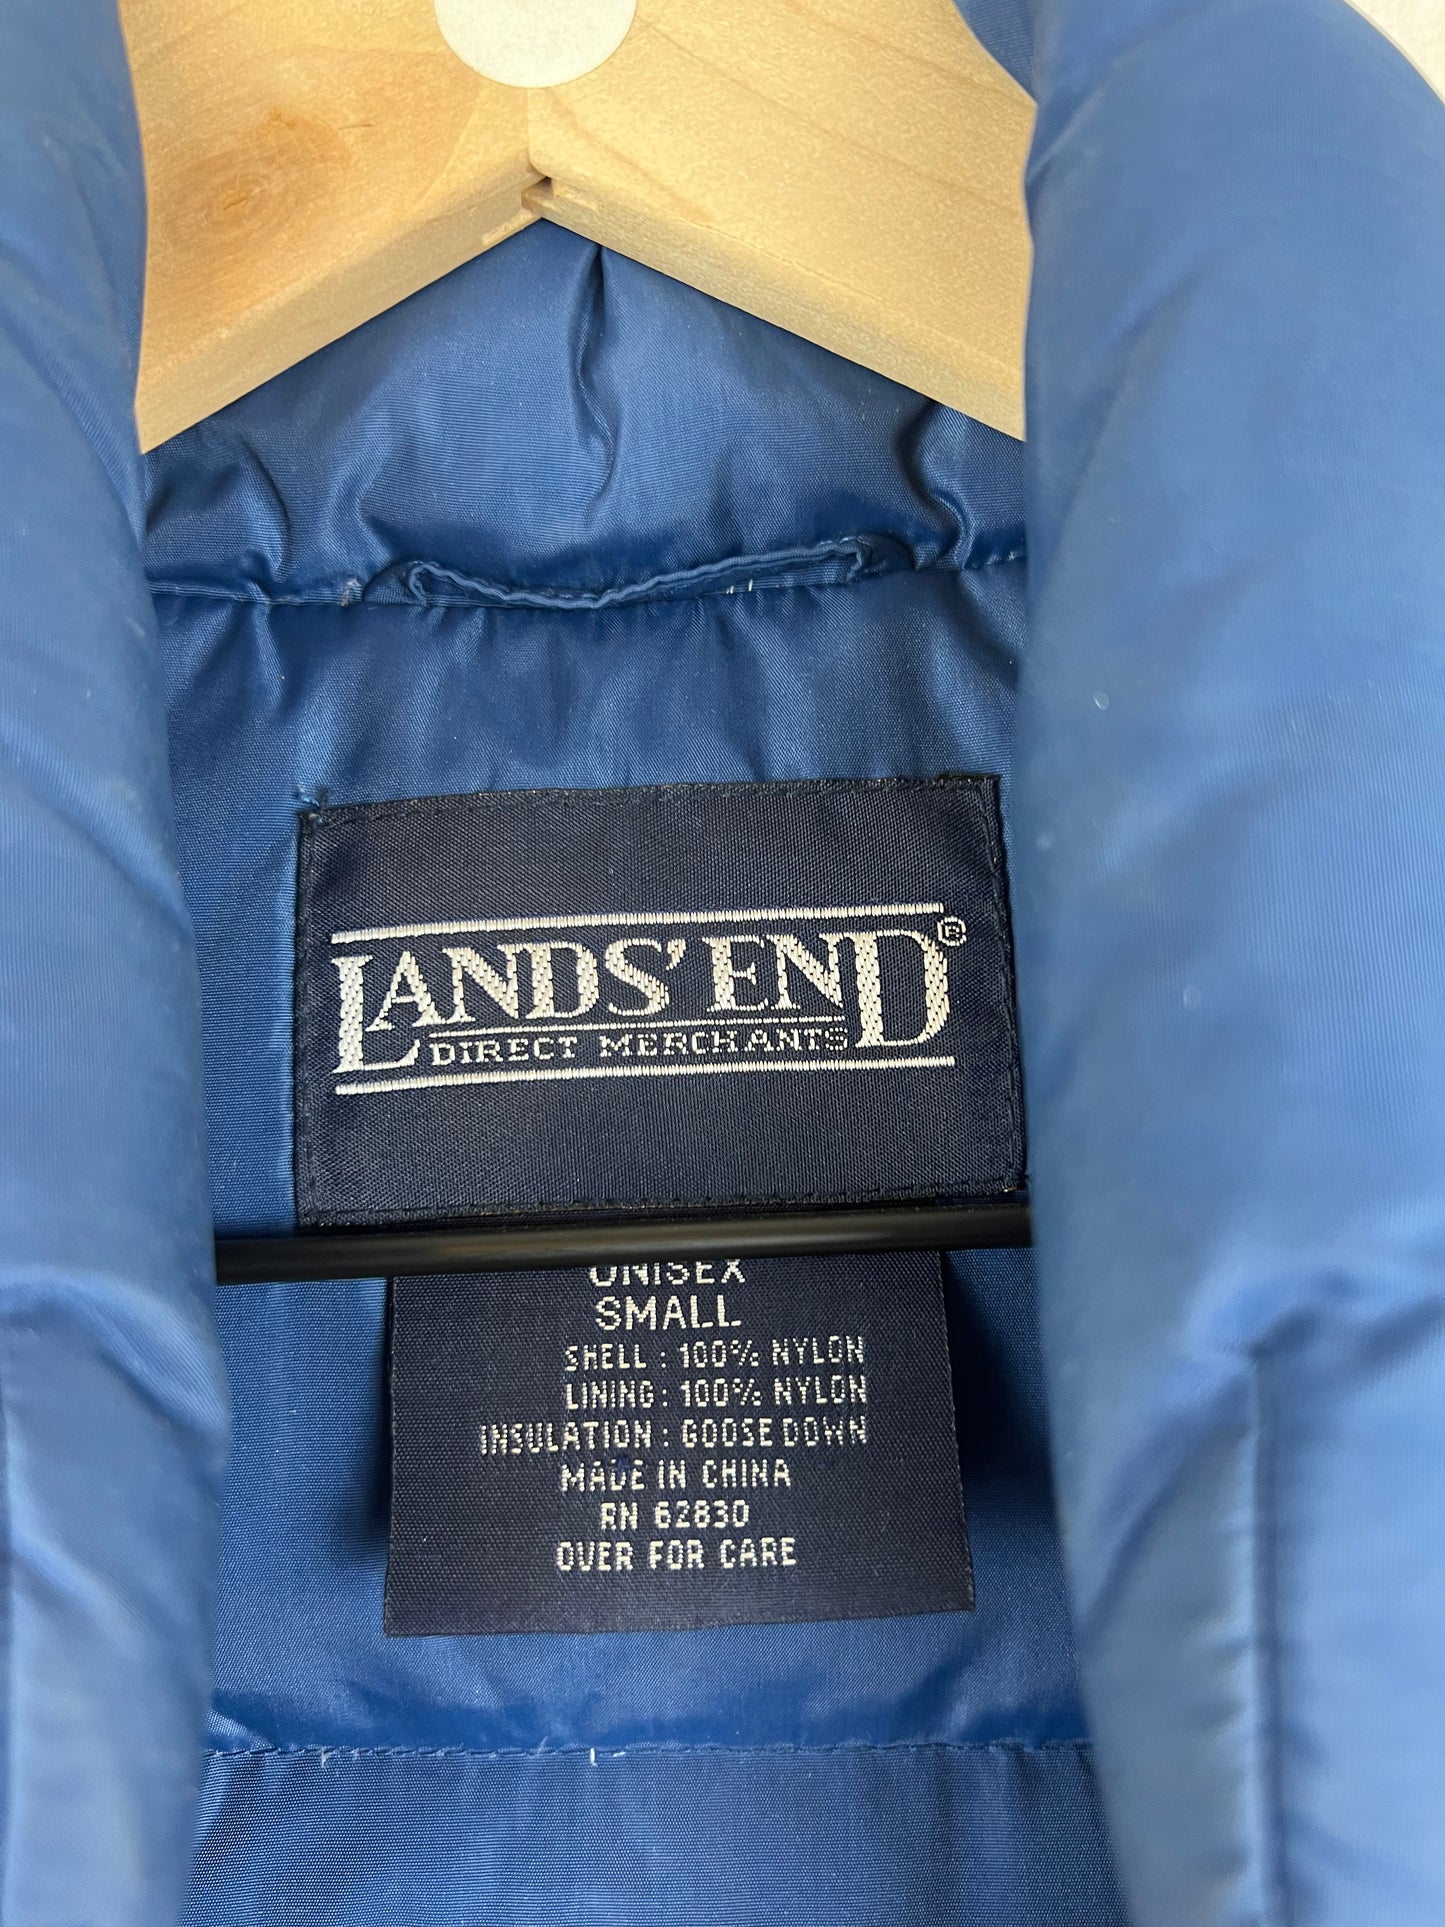 LANDS' END®
DIRECT MERCHANTS
UNISEX
SMALL
SHELL : 100% NYLON
LINING : 100% NYLON
INSULATION : GOOSE DOWN
MADE IN CHINA
RN 62830
OVER FOR CARE